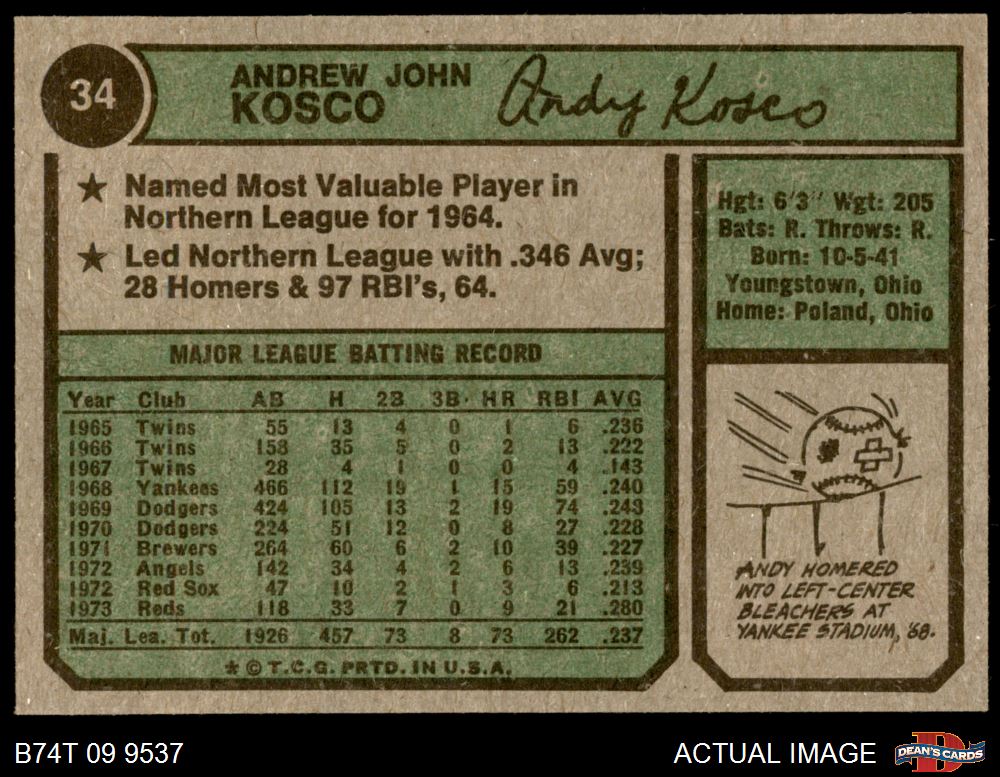 34
ANDREW JOHN
KOSCO
Andy Kosco
★ Named Most Valuable Player in
Northern League for 1964.
★ Led Northern League with .346 Avg;
28 Homers & 97 RBI's, 64.
Hgt: 6'3" Wgt: 205
Bats: R. Throws: R.
Born: 10-5-41
Youngstown, Ohio
Home: Poland, Ohio
MAJOR LEAGUE BATTING RECORD
Year Club AB H 2B 3B HR RBI AVG
1965 Twins 55 13 4 0 1 6 .236
1966 Twins 158 35 5 0 2 13 .222
1967 Twins 28 4 1 0 0 4 .143
1968 Yankees 466 112 19 1 15 59 .240
1969 Dodgers 424 105 13 2 19 74 .248
1970 Dodgers 224 51 12 0 8 27 .228
1971 Brewers 264 60 6 2 10 39 .227
1972 Angels 142 34 4 2 6 13 .239
1972 Red Sox 47 10 2 1 3 6 .213
1973 Reds 118 33 7 0 9 21 .280
Maj. Lea. Tot. 1926 457 73 8 73 262 .237
* © T.C.G. PRTD. IN U.S.A.
ANDY HOMERED
INTO LEFT-CENTER
BLEACHERS AT
YANKEE STADIUM, '68.
B74T 09 9537
ACTUAL IMAGE
DEAN'S CARDS